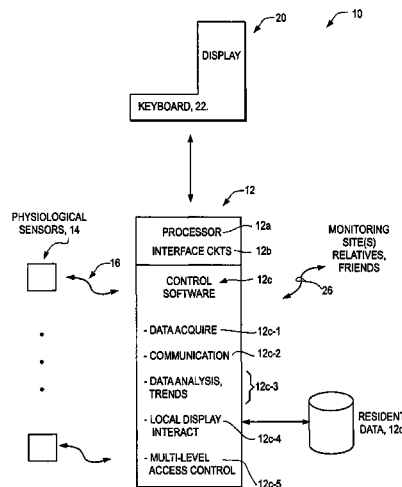 20
10
DISPLAY
KEYBOARD, 22.
12
PHYSIOLOGICAL
SENSORS, 14
16
PROCESSOR
12a
INTERFACE CKTS
12b
CONTROL
SOFTWARE
12c
- DATA ACQUIRE
12c-1
- COMMUNICATION
12c-2
- DATA ANALYSIS,
TRENDS
12c-3
- LOCAL DISPLAY
INTERACT
12c-4
- MULTI-LEVEL
ACCESS CONTROL
12c-5
MONITORING
SITE(S)
RELATIVES,
FRIENDS
26
RESIDENT
DATA,